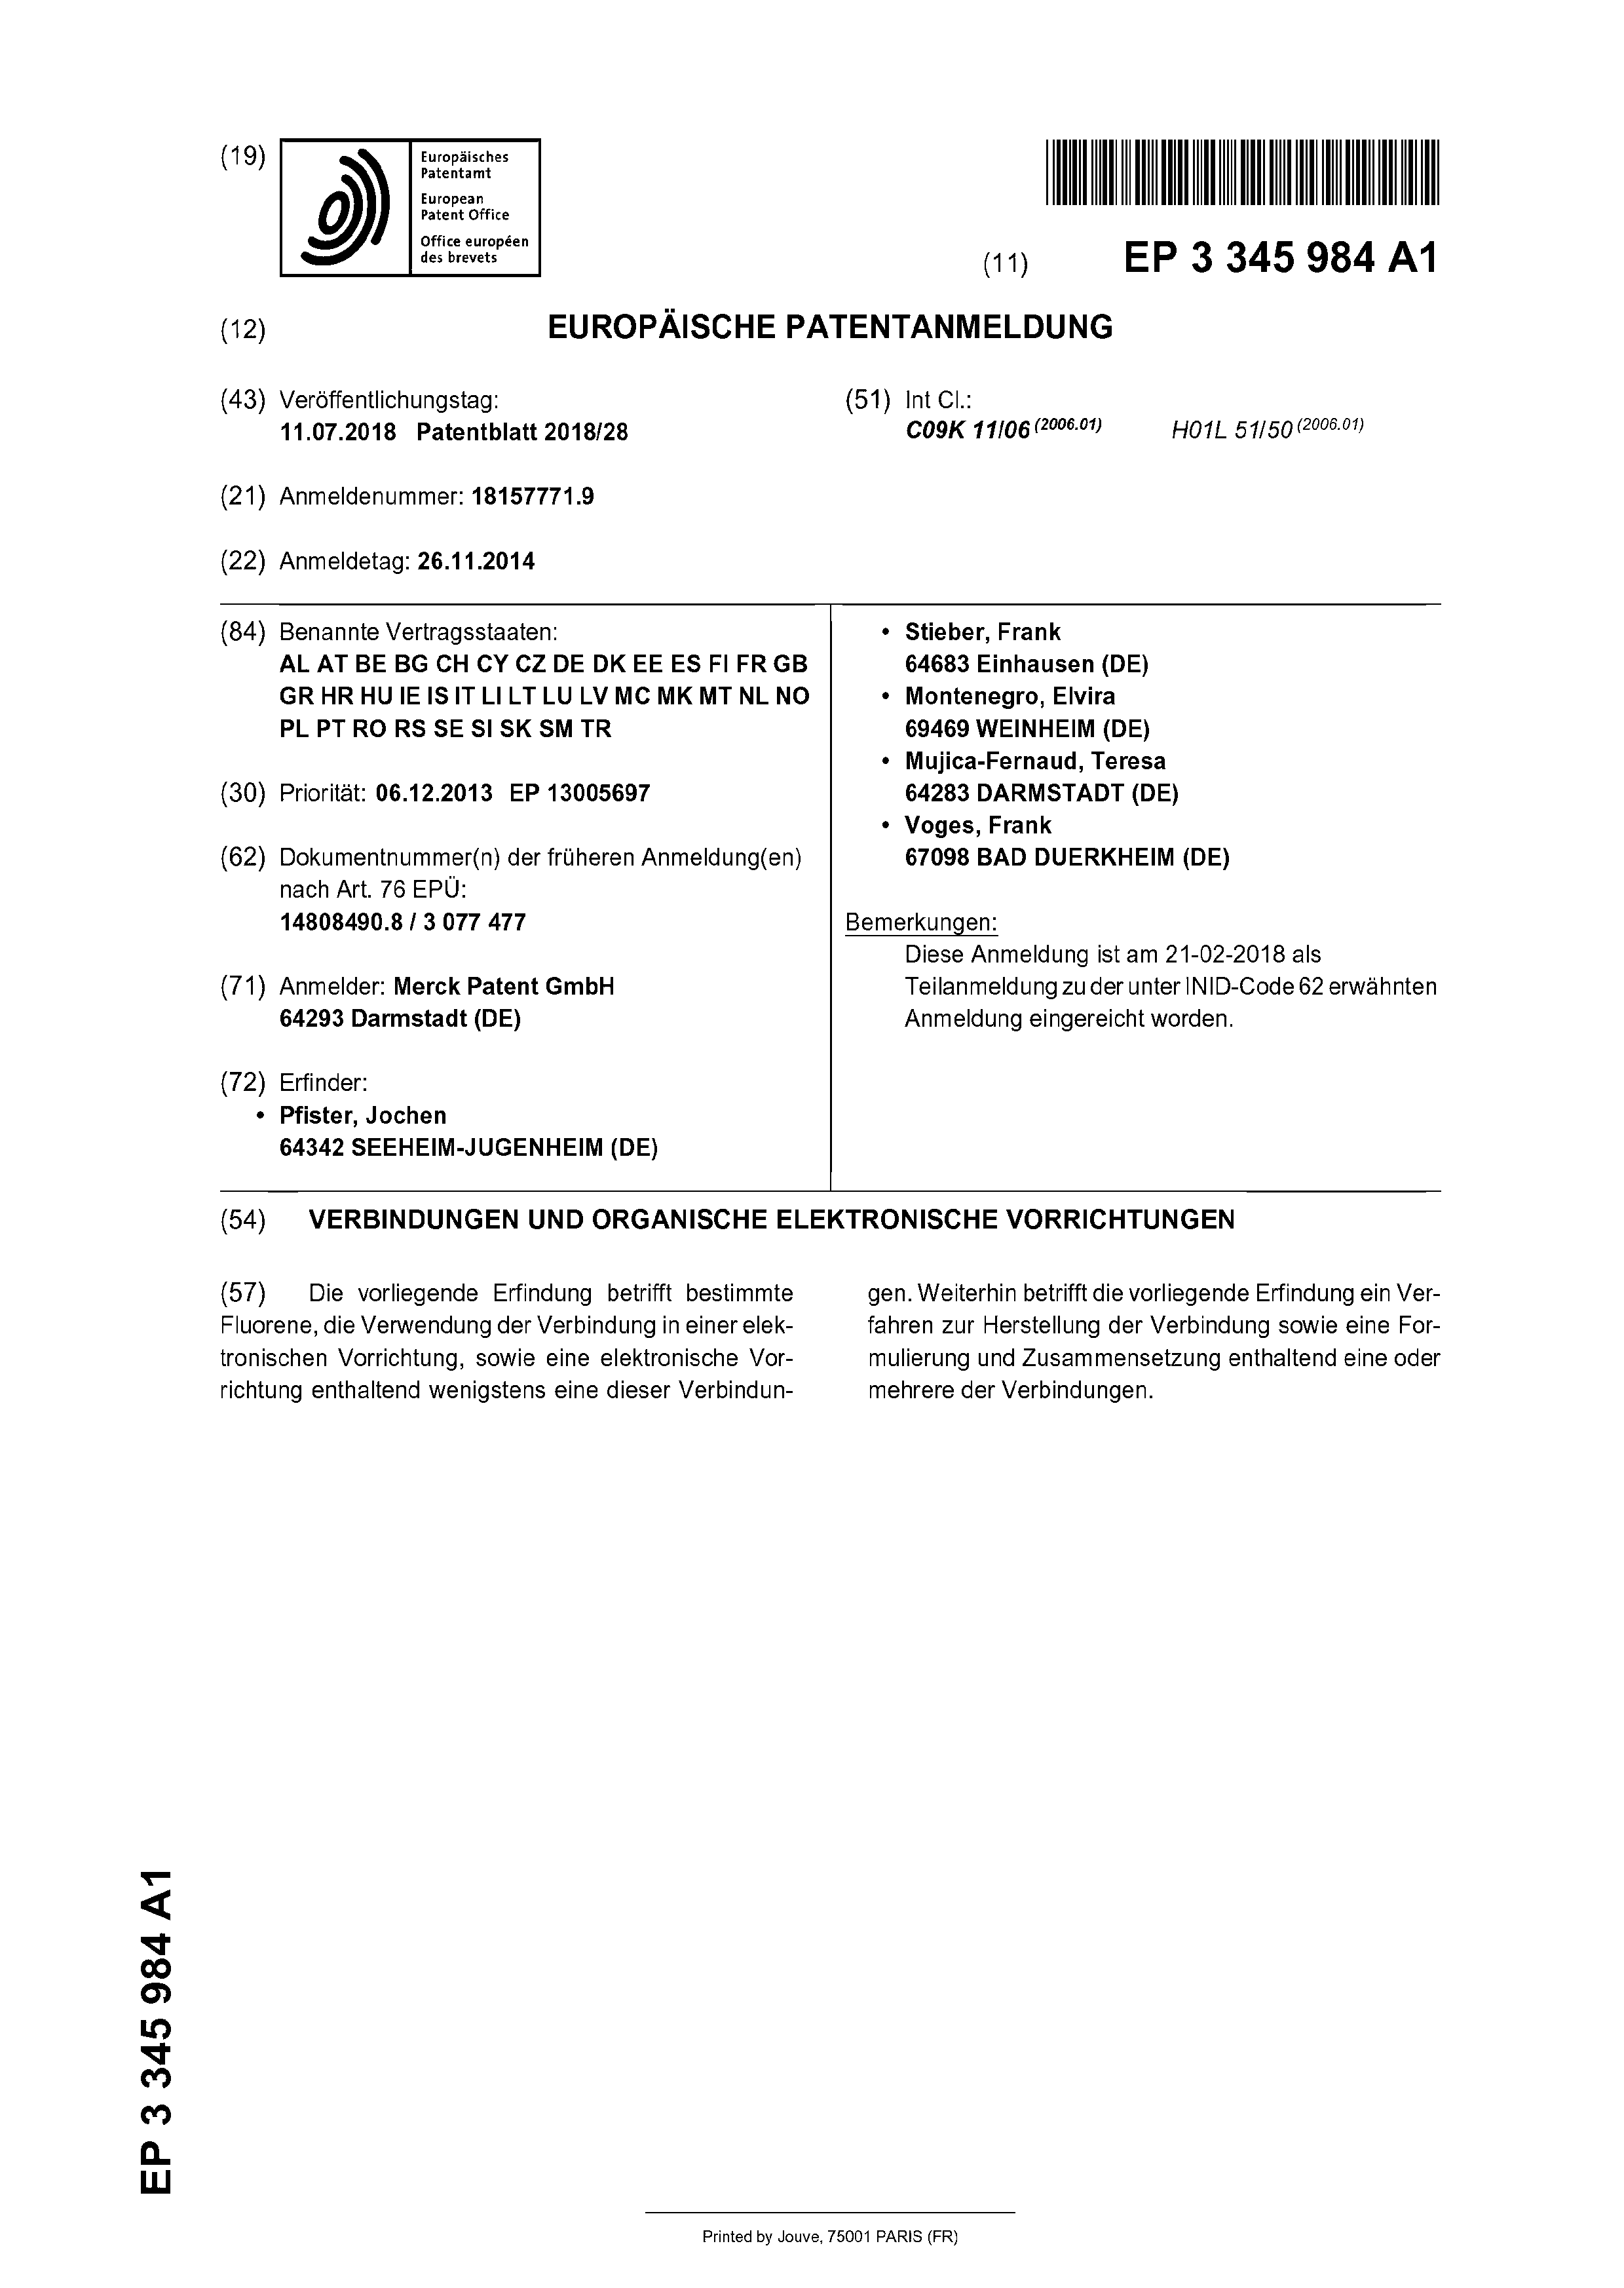 (19)
Europäisches
Patentamt
European
Patent Office
Office européen
des brevets
(11) EP 3 345 984 A1
(12) EUROPÄISCHE PATENTANMELDUNG
(43) Veröffentlichungstag:
11.07.2018 Patentblatt 2018/28
(21) Anmeldenummer: 18157771.9
(22) Anmeldetag: 26.11.2014
(51) Int Cl.:
C09K 11/06 (2006.01) H01L 51/50 (2006.01)
(84) Benannte Vertragsstaaten:
AL AT BE BG CH CY CZ DE DK EE ES FI FR GB
GR HR HU IE IS IT LI LT LU LV MC MK MT NL NO
PL PT RO RS SE SI SK SM TR
(30) Priorität: 06.12.2013 EP 13005697
(62) Dokumentnummer(n) der früheren Anmeldung(en)
nach Art. 76 EPÜ:
14808490.8 / 3 077 477
(71) Anmelder: Merck Patent GmbH
64293 Darmstadt (DE)
(72) Erfinder:
• Pfister, Jochen
64342 SEEHEIM-JUGENHEIM (DE)
• Stieber, Frank
64683 Einhausen (DE)
• Montenegro, Elvira
69469 WEINHEIM (DE)
• Mujica-Fernaud, Teresa
64283 DARMSTADT (DE)
• Voges, Frank
67098 BAD DUERKHEIM (DE)
Bemerkungen:
Diese Anmeldung ist am 21-02-2018 als
Teilanmeldung zu der unter INID-Code 62 erwähnten
Anmeldung eingereicht worden.
(54) VERBINDUNGEN UND ORGANISCHE ELEKTRONISCHE VORRICHTUNGEN
(57) Die vorliegende Erfindung betrifft bestimmte
Fluorene, die Verwendung der Verbindung in einer elek-
tronischen Vorrichtung, sowie eine elektronische Vor-
richtung enthaltend wenigstens eine dieser Verbindun-
gen. Weiterhin betrifft die vorliegende Erfindung ein Ver-
fahren zur Herstellung der Verbindung sowie eine For-
mulierung und Zusammensetzung enthaltend eine oder
mehrere der Verbindungen.
EP 3 345 984 A1
Printed by Jouve, 75001 PARIS (FR)